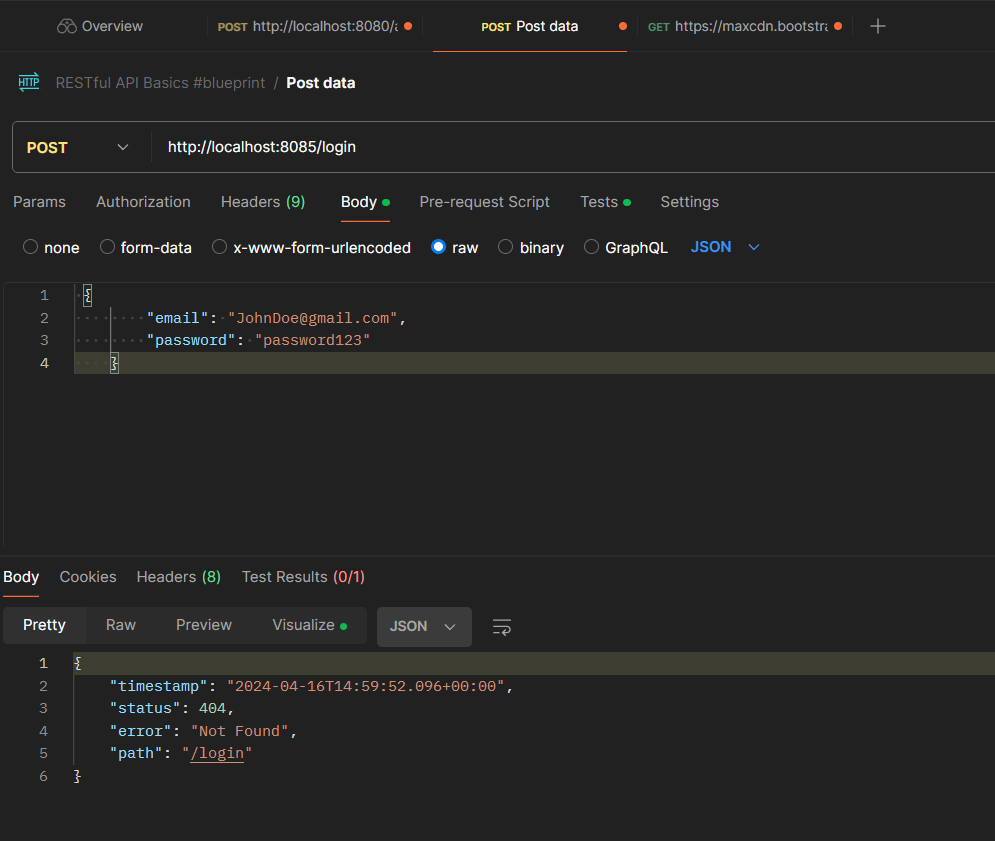 Overview POST http://localhost:8080/a POST Post data GET https://maxcdn.bootstra
HTTP RESTful API Basics #blueprint / Post data
POST http://localhost:8085/login
Params Authorization Headers (9) Body Pre-request Script Tests Settings
none form-data x-www-form-urlencoded raw binary GraphQL JSON
1 {
2 "email": "JohnDoe@gmail.com",
3 "password": "password123"
4 }
Body Cookies Headers (8) Test Results (0/1)
Pretty Raw Preview Visualize JSON
1 {
2 "timestamp": "2024-04-16T14:59:52.096+00:00",
3 "status": 404,
4 "error": "Not Found",
5 "path": "/login"
6 }